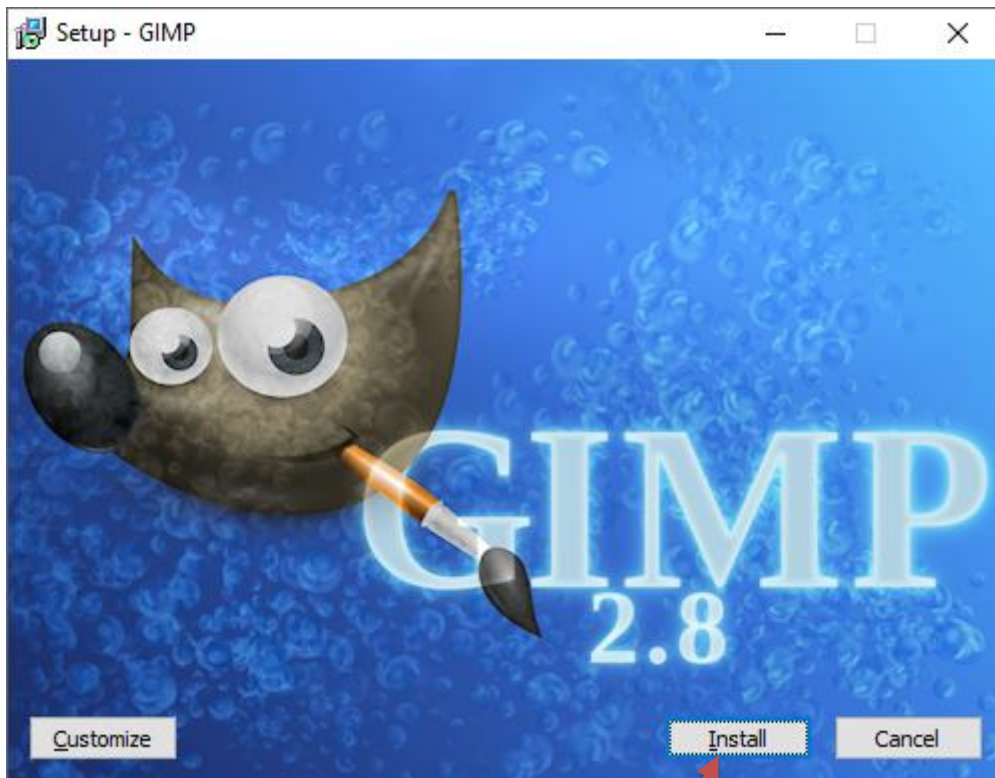 Setup - GIMP
GIMP
2.8
Customize
Install
Cancel